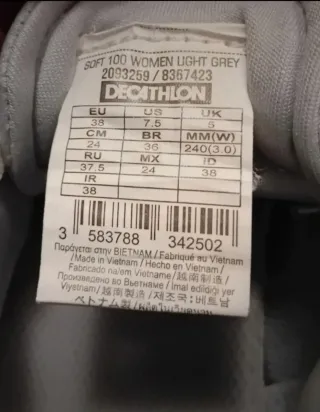 SOFT 100 WOMEN LIGHT GREY
2093259 / 8367423
DECATHLON
EU US UK
38 7.5 5
CM BR MM(W)
24 36 240(3.0)
RU MX ID
37.5 24 38
IR
38
3 583788 342502
Παράγεται στην ΒΙΕΤΝΑΜ / Fabriqué au Vietnam
/ Made in Vietnam / Hecho en Vietnam /
Fabricado na/em Vietname / 越南製造 /
Произведено во Вьетнаме / Imal edildiği yer
Viyetnam / 越南製造 / 제조국 : 베트남
ベトナム製 /